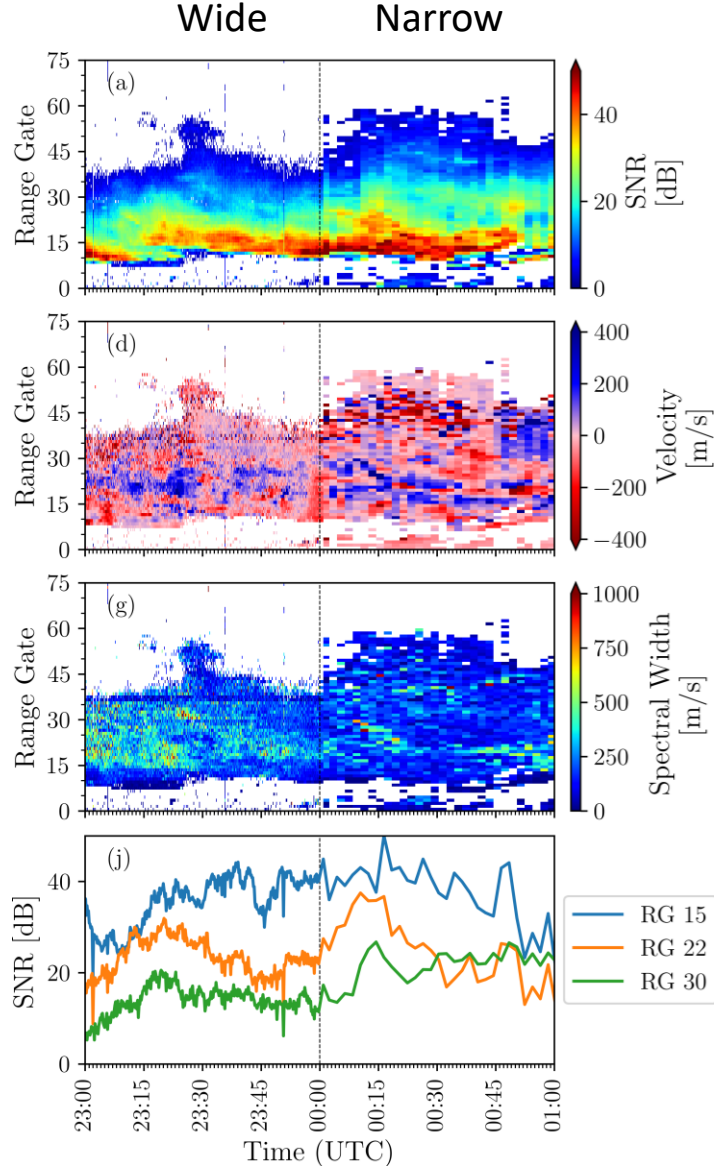 Wide Narrow
(a)
75
60
45
30
15
0
Range Gate
40
20
0
SNR
[dB]
(d)
75
60
45
30
15
0
Range Gate
400
200
0
−200
−400
Velocity
[m/s]
(g)
75
60
45
30
15
0
Range Gate
1000
750
500
250
0
Spectral Width
[m/s]
(j)
40
20
0
SNR [dB]
RG 15
RG 22
RG 30
23:00
23:15
23:30
23:45
00:00
00:15
00:30
00:45
01:00
Time (UTC)